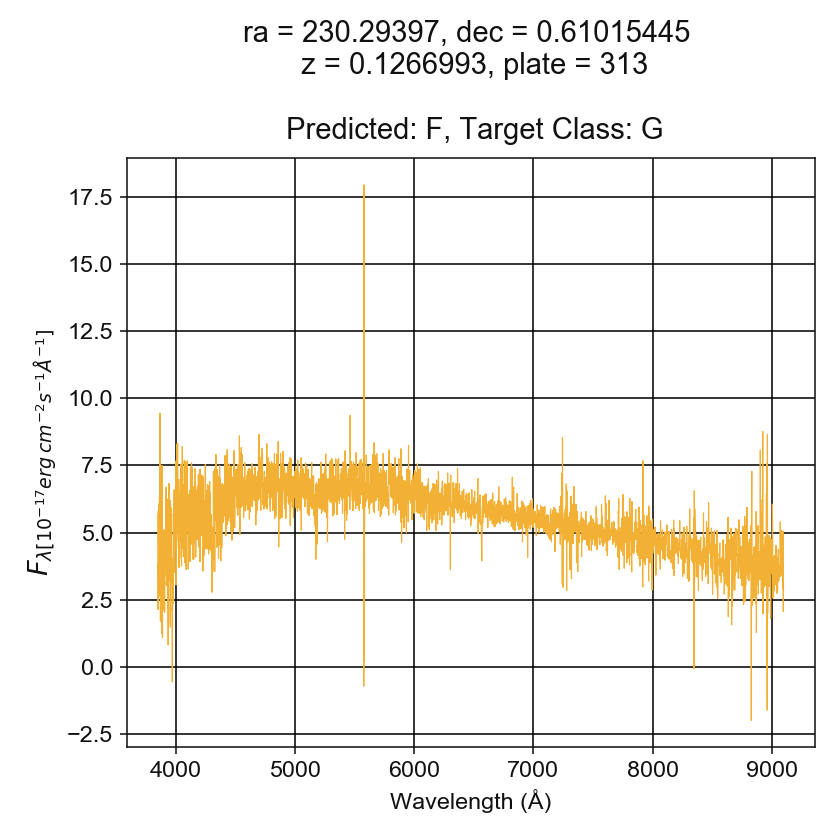 ra = 230.29397, dec = 0.61015445
z = 0.1266993, plate = 313
Predicted: F, Target Class: G
17.5
15.0
12.5
10.0
7.5
5.0
2.5
0.0
−2.5
F_λ[10^{−17} erg cm^{−2} s^{−1} Å^{−1}]
4000 5000 6000 7000 8000 9000
Wavelength (Å)